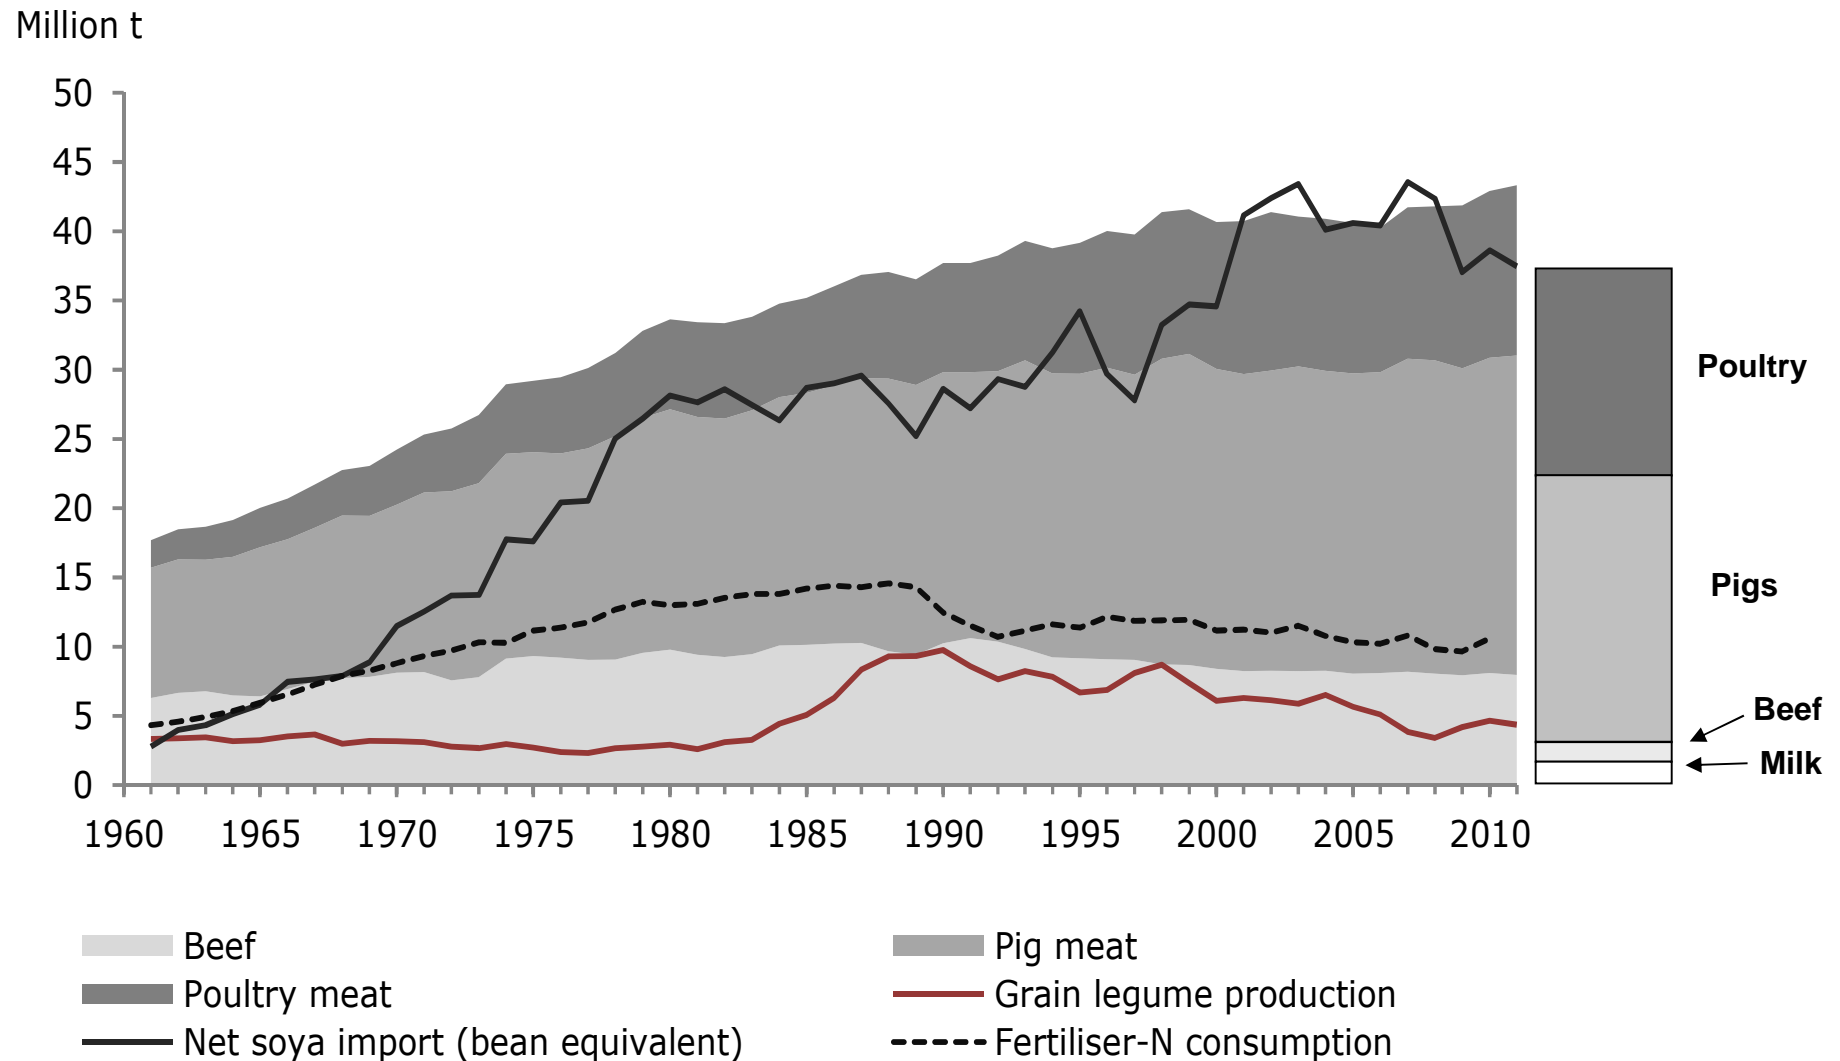 Million t
50
45
40
35
30
25
20
15
10
5
0
1960 1965 1970 1975 1980 1985 1990 1995 2000 2005 2010
Poultry
Pigs
Beef
Milk
Beef Pig meat
Poultry meat Grain legume production
Net soya import (bean equivalent) Fertiliser-N consumption